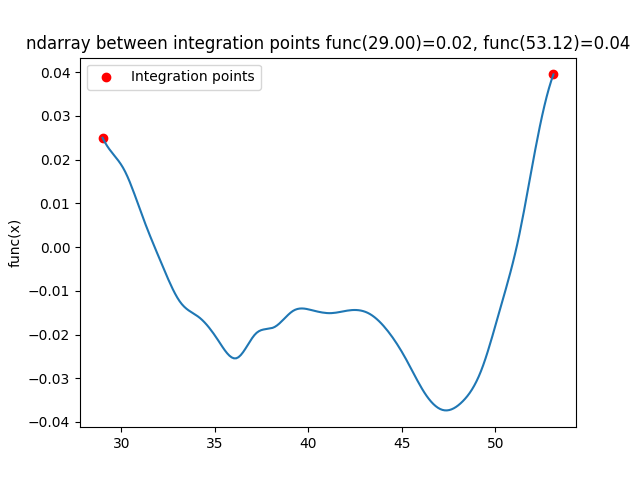 ndarray between integration points func(29.00)=0.02, func(53.12)=0.04
Integration points
func(x)
0.04
0.03
0.02
0.01
0.00
−0.01
−0.02
−0.03
−0.04
30 35 40 45 50